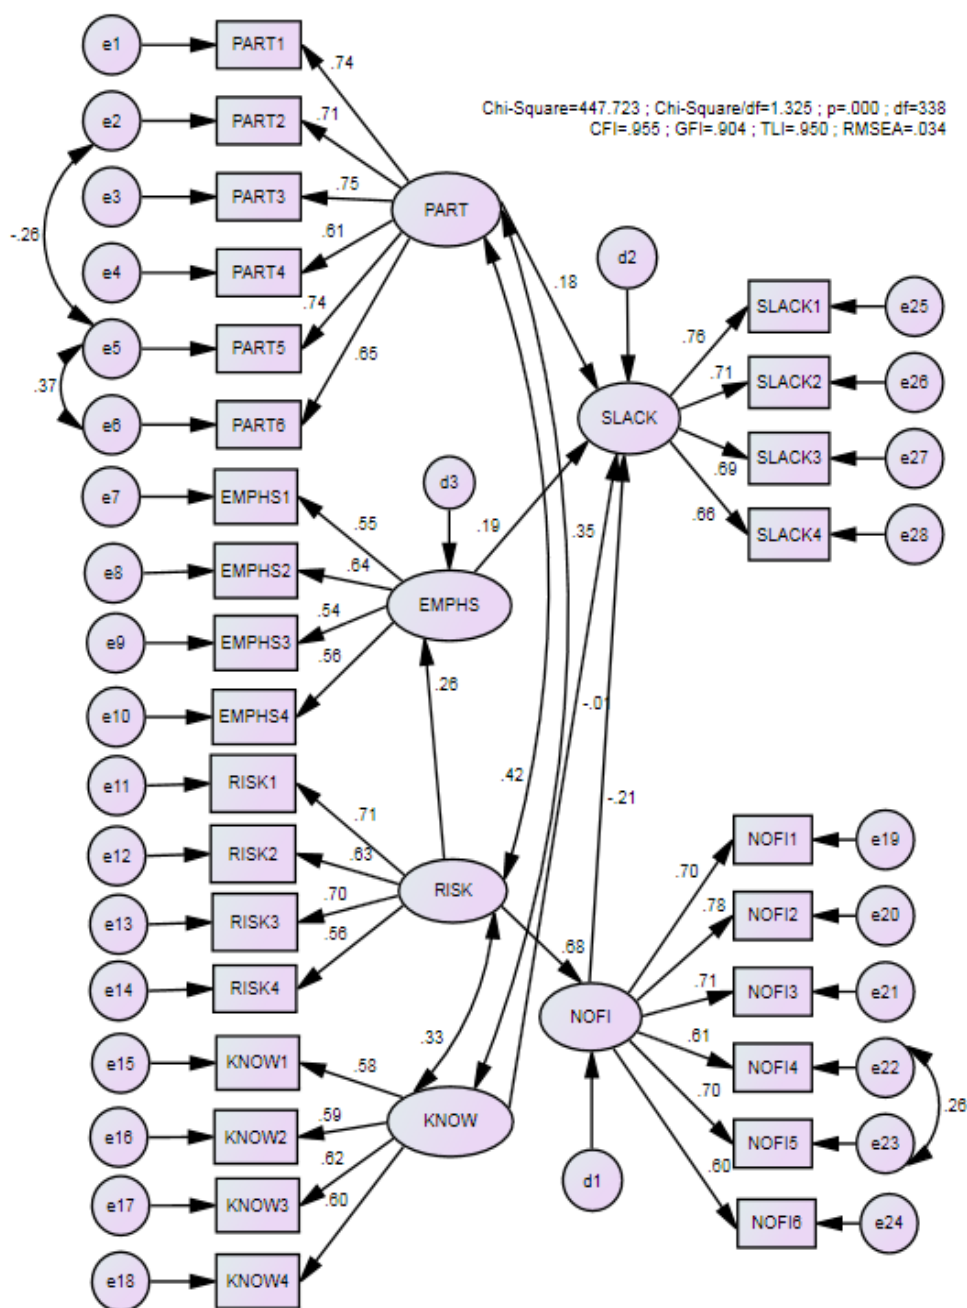 e1 PART1 .74
Chi-Square=447.723 ; Chi-Square/df=1.325 ; p=.000 ; df=338
CFI=.955 ; GFI=.904 ; TLI=.950 ; RMSEA=.034
e2 PART2 .71
e3 PART3 .75
PART
-.26
e4 PART4 .61
d2
.18
e5 PART5 .74
SLACK1 e25
.76
.37
.65
SLACK2 e26
.71
e6 PART6
SLACK
SLACK3 e27
.69
e7 EMPHS1
d3
.55
.19
.35
.66
SLACK4 e28
e8 EMPHS2 .64
EMPHS
e9 EMPHS3 .54
.56
e10 EMPHS4
.26
-.01
e11 RISK1
.71
.42
-.21
e12 RISK2 .63
NOFI1 e19
.70
e13 RISK3 .70
RISK
.78
NOFI2 e20
.56
.68
e14 RISK4
.71
NOFI3 e21
NOFI
.33
.61
e15 KNOW1 .58
NOFI4 e22
.70
.26
e16 KNOW2 .59
KNOW
NOFI5 e23
.62
.60
d1
e17 KNOW3 .60
NOFI6 e24
e18 KNOW4